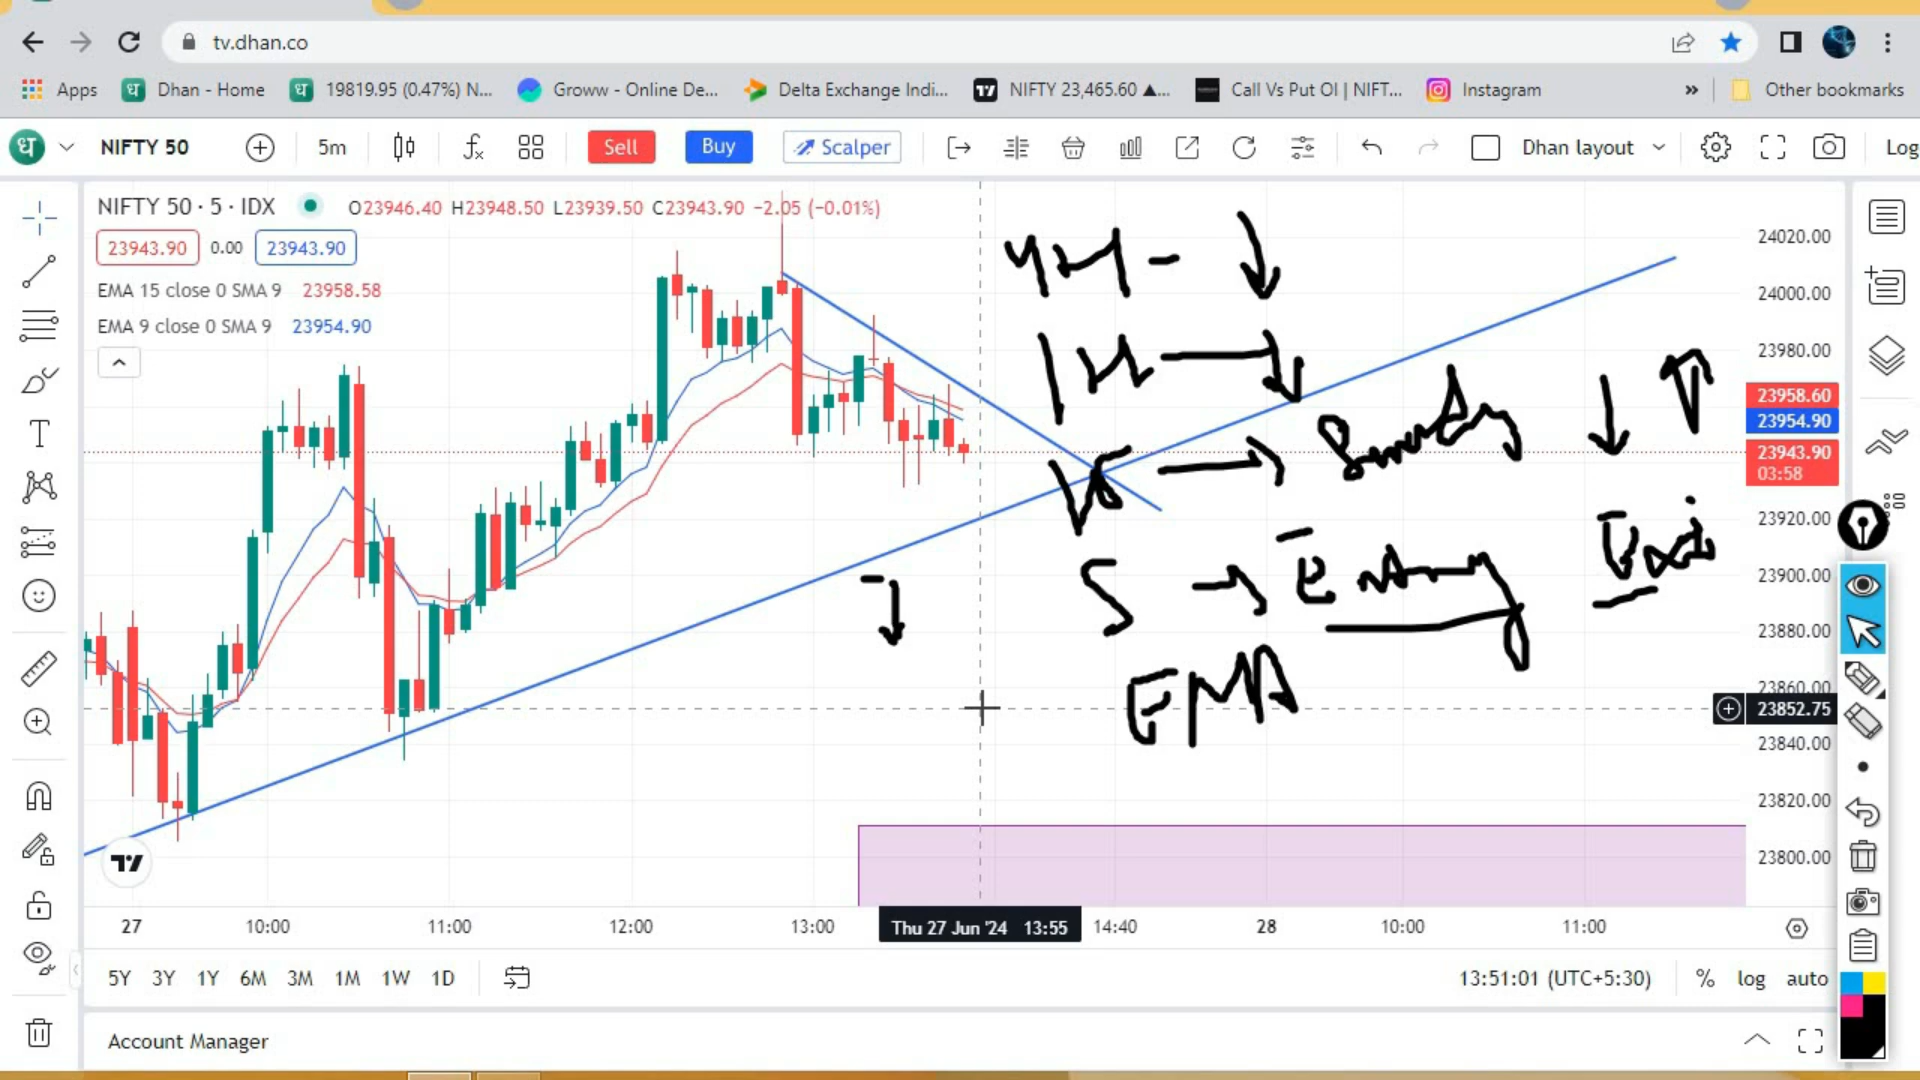 tv.dhan.co
Apps Dhan - Home 19819.95 (0.47%) N... Groww - Online De... Delta Exchange Indi... NIFTY 23,465.60 ▲... Call Vs Put OI | NIFT... Instagram » Other bookmarks
ध NIFTY 50 5m Sell Buy Scalper Dhan layout Log
NIFTY 50 · 5 · IDX O23946.40 H23948.50 L23939.50 C23943.90 −2.05 (−0.01%)
23943.90 0.00 23943.90
EMA 15 close 0 SMA 9 23958.58
EMA 9 close 0 SMA 9 23954.90
4H - ↓
1H
15
5 → Entry
Exit
EMA
24020.00
24000.00
23980.00
23958.60
23954.90
23943.90
03:58
23920.00
23900.00
23880.00
23860.00
23852.75
23840.00
23820.00
23800.00
27 10:00 11:00 12:00 13:00 Thu 27 Jun '24 13:55 14:40 28 10:00 11:00
5Y 3Y 1Y 6M 3M 1M 1W 1D 13:51:01 (UTC+5:30) % log auto
Account Manager